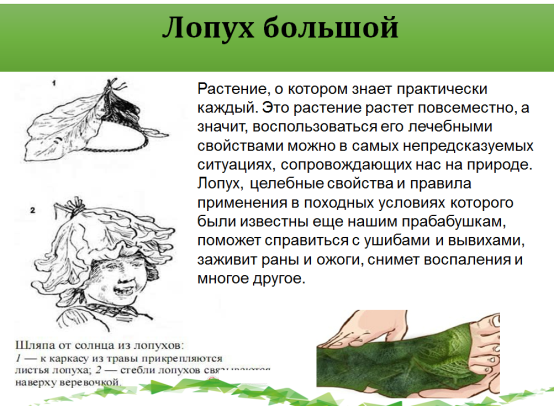 Лопух большой
1
Растение, о котором знает практически
каждый. Это растение растет повсеместно, а
значит, воспользоваться его лечебными
свойствами можно в самых непредсказуемых
ситуациях, сопровождающих нас на природе.
Лопух, целебные свойства и правила
применения в походных условиях которого
были известны еще нашим прабабушкам,
поможет справиться с ушибами и вывихами,
заживит раны и ожоги, снимет воспаления и
многое другое.
2
Шляпа от солнца из лопухов:
1 — к каркасу из травы прикрепляются
листья лопуха; 2 — стебли лопухов связываются
наверху веревочкой